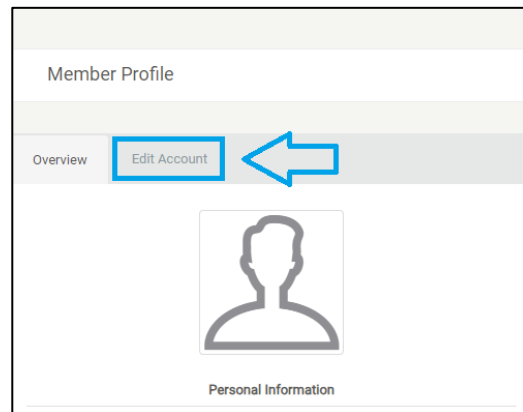 Member Profile
Overview Edit Account
Personal Information